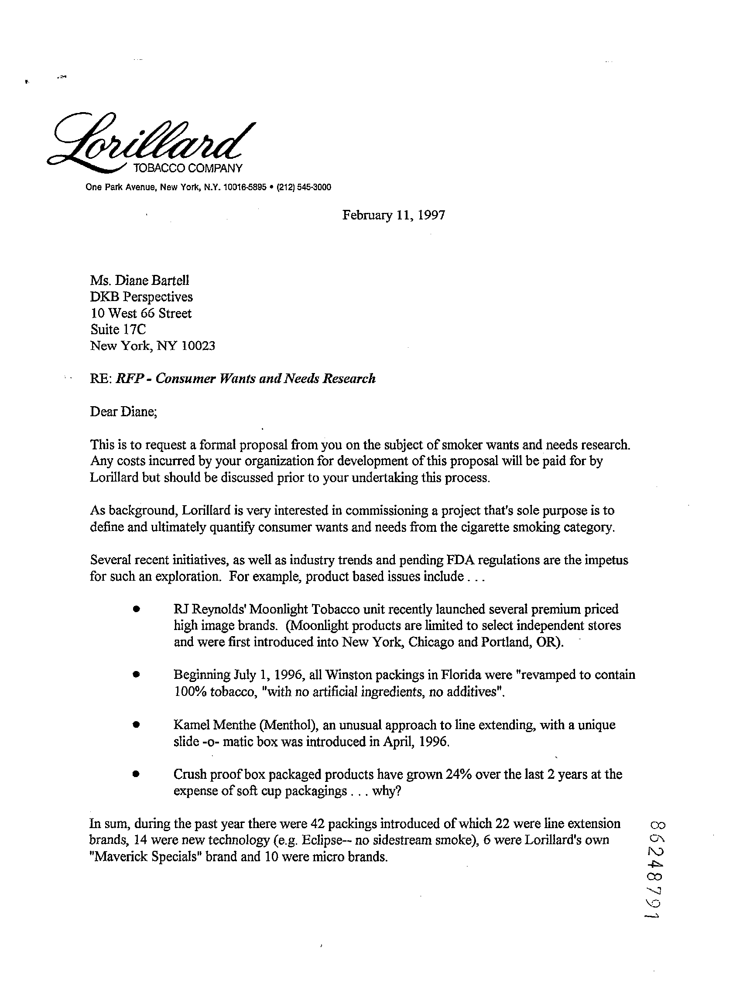 Lorillard
TOBACCO COMPANY
One Park Avenue, New York, N.Y. 10016-5895 • (212) 545-3000
February 11, 1997
Ms. Diane Bartell
DKB Perspectives
10 West 66 Street
Suite 17C
New York, NY 10023
RE: RFP - Consumer Wants and Needs Research
Dear Diane;
This is to request a formal proposal from you on the subject of smoker wants and needs research.
Any costs incurred by your organization for development of this proposal will be paid for by
Lorillard but should be discussed prior to your undertaking this process.
As background, Lorillard is very interested in commissioning a project that's sole purpose is to
define and ultimately quantify consumer wants and needs from the cigarette smoking category.
Several recent initiatives, as well as industry trends and pending FDA regulations are the impetus
for such an exploration. For example, product based issues include . . .
• RJ Reynolds' Moonlight Tobacco unit recently launched several premium priced
high image brands. (Moonlight products are limited to select independent stores
and were first introduced into New York, Chicago and Portland, OR).
• Beginning July 1, 1996, all Winston packings in Florida were "revamped to contain
100% tobacco, "with no artificial ingredients, no additives".
• Kamel Menthe (Menthol), an unusual approach to line extending, with a unique
slide -o- matic box was introduced in April, 1996.
• Crush proof box packaged products have grown 24% over the last 2 years at the
expense of soft cup packagings . . . why?
In sum, during the past year there were 42 packings introduced of which 22 were line extension
brands, 14 were new technology (e.g. Eclipse-- no sidestream smoke), 6 were Lorillard's own
"Maverick Specials" brand and 10 were micro brands.
86248791